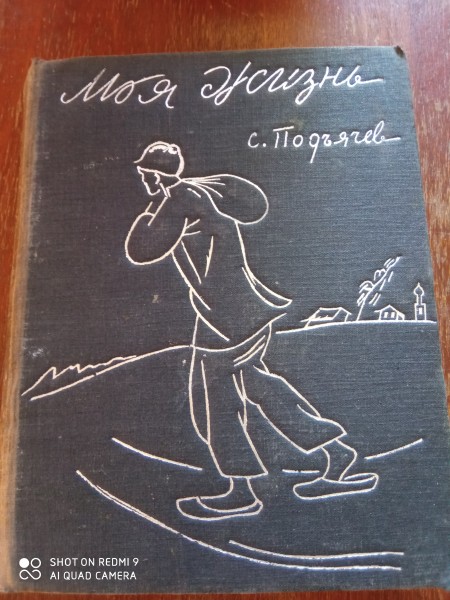 Моя Жизнь
С. Подъячев
SHOT ON REDMI 9
AI QUAD CAMERA